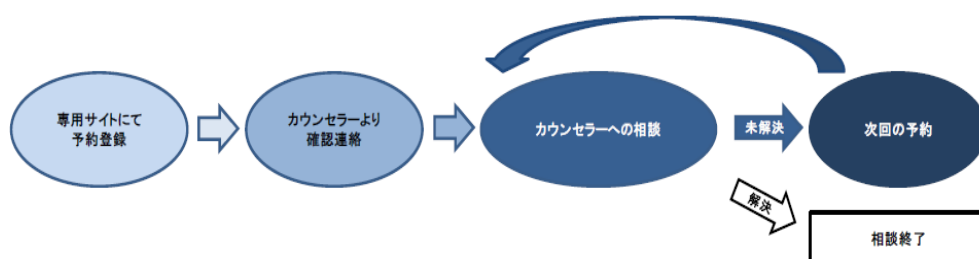 専用サイトにて
予約登録
カウンセラーより
確認連絡
カウンセラーへの相談
未解決
次回の予約
解決
相談終了